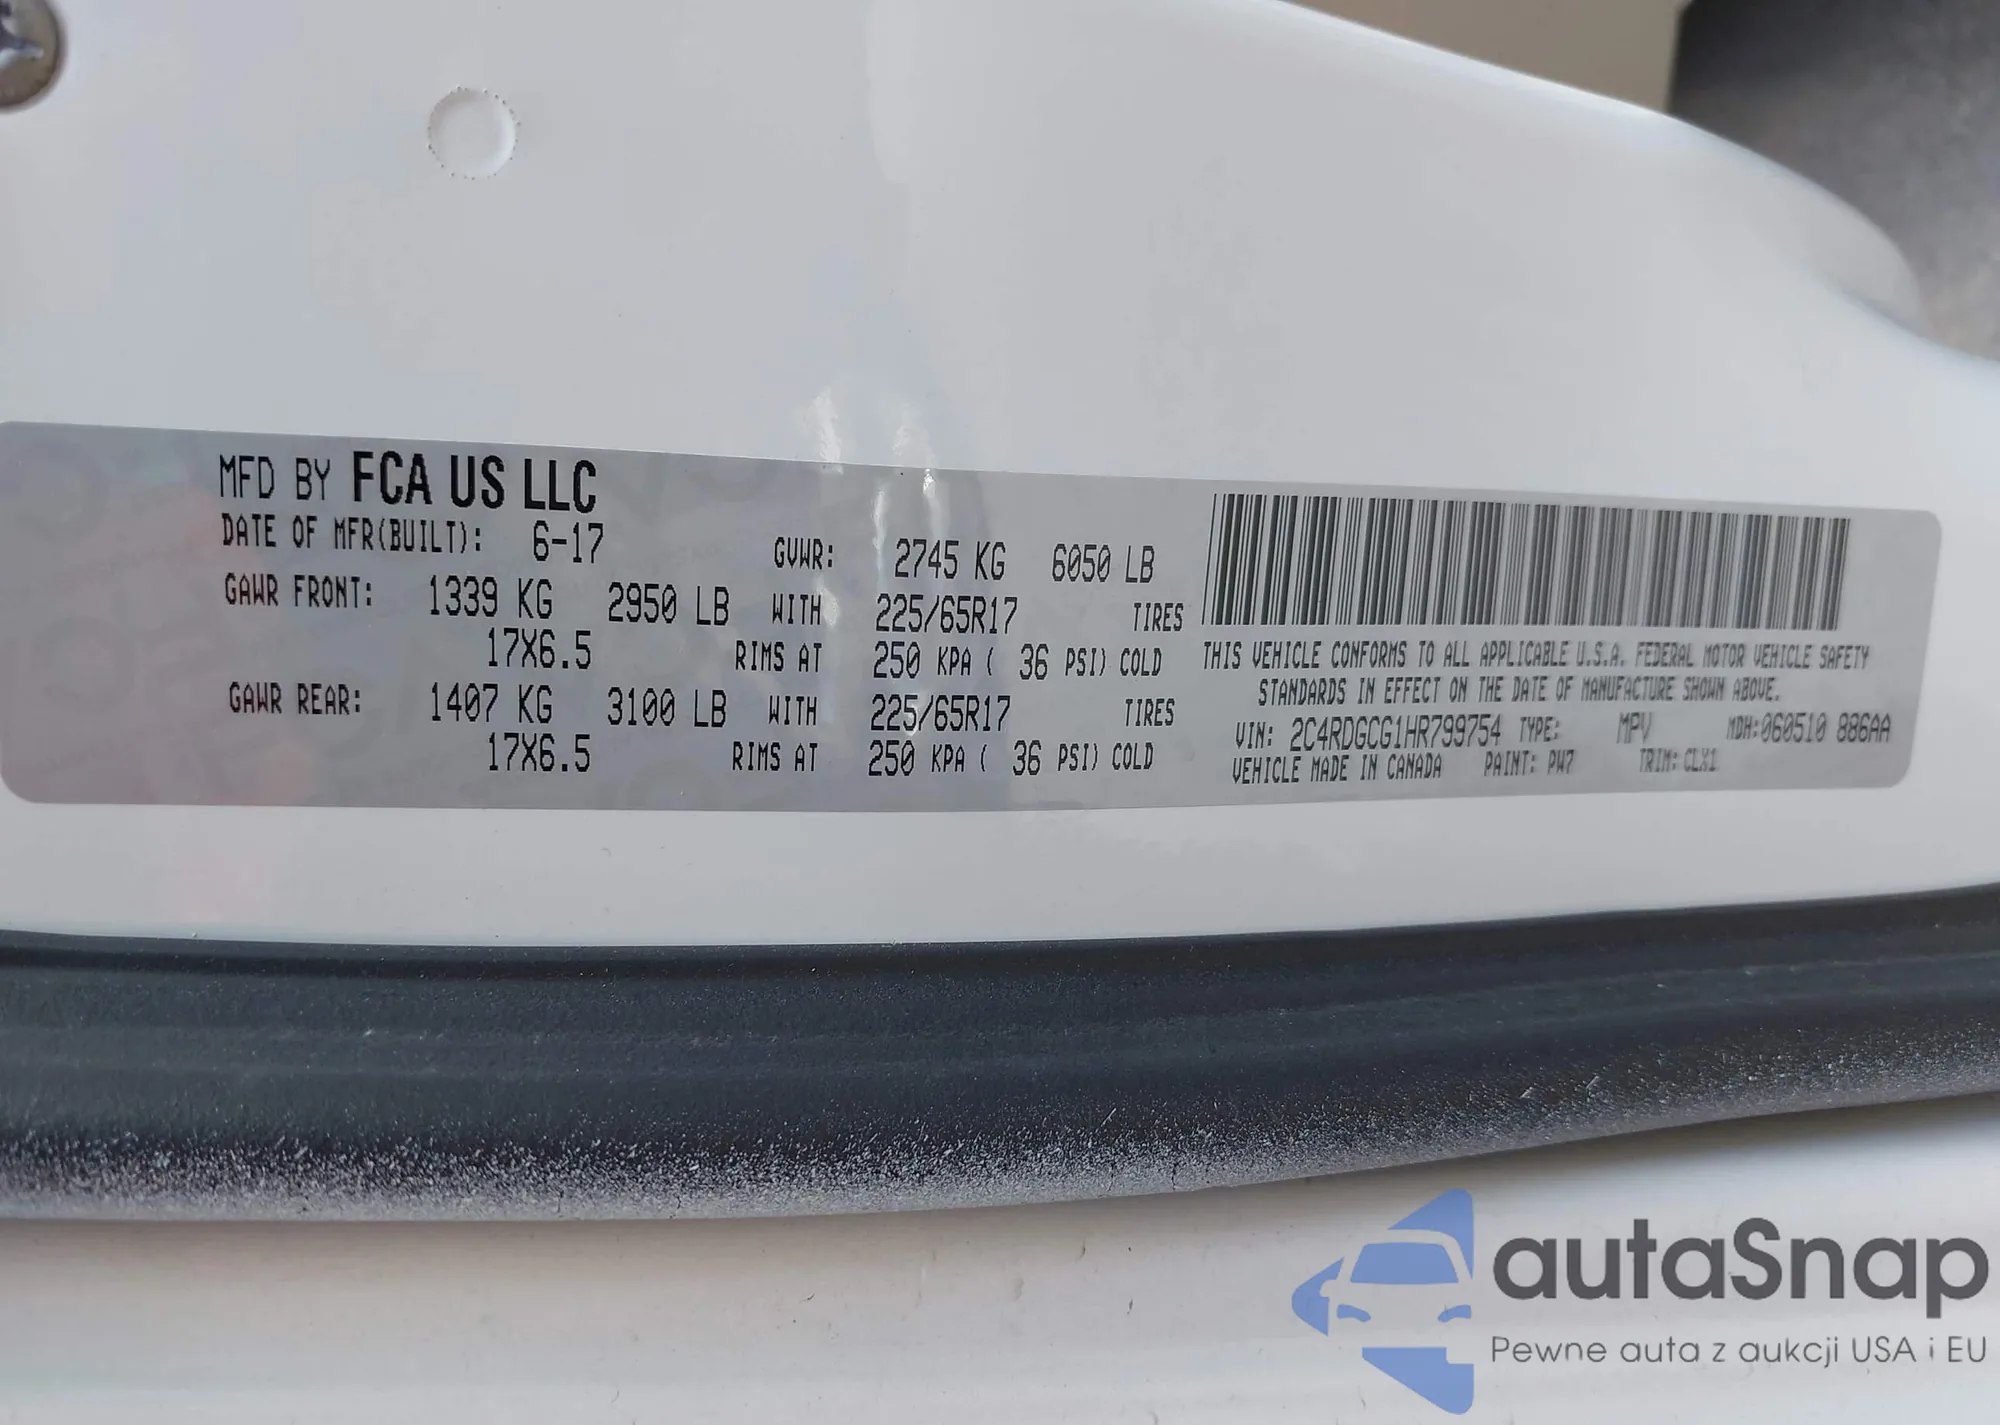 MFD BY FCA US LLC
DATE OF MFR(BUILT): 6-17 GVWR: 2745 KG 6050 LB
GAWR FRONT: 1339 KG 2950 LB WITH 225/65R17 TIRES
17X6.5 RIMS AT 250 KPA ( 36 PSI) COLD
GAWR REAR: 1407 KG 3100 LB WITH 225/65R17 TIRES
17X6.5 RIMS AT 250 KPA ( 36 PSI) COLD
THIS VEHICLE CONFORMS TO ALL APPLICABLE U.S.A. FEDERAL MOTOR VEHICLE SAFETY
STANDARDS IN EFFECT ON THE DATE OF MANUFACTURE SHOWN ABOVE.
VIN: 2C4RDGCG1HR799754 TYPE: MPV MDH:060510 886AA
VEHICLE MADE IN CANADA PAINT: PW7 TRIM: CLX1
autaSnap
Pewne auta z aukcji USA i EU